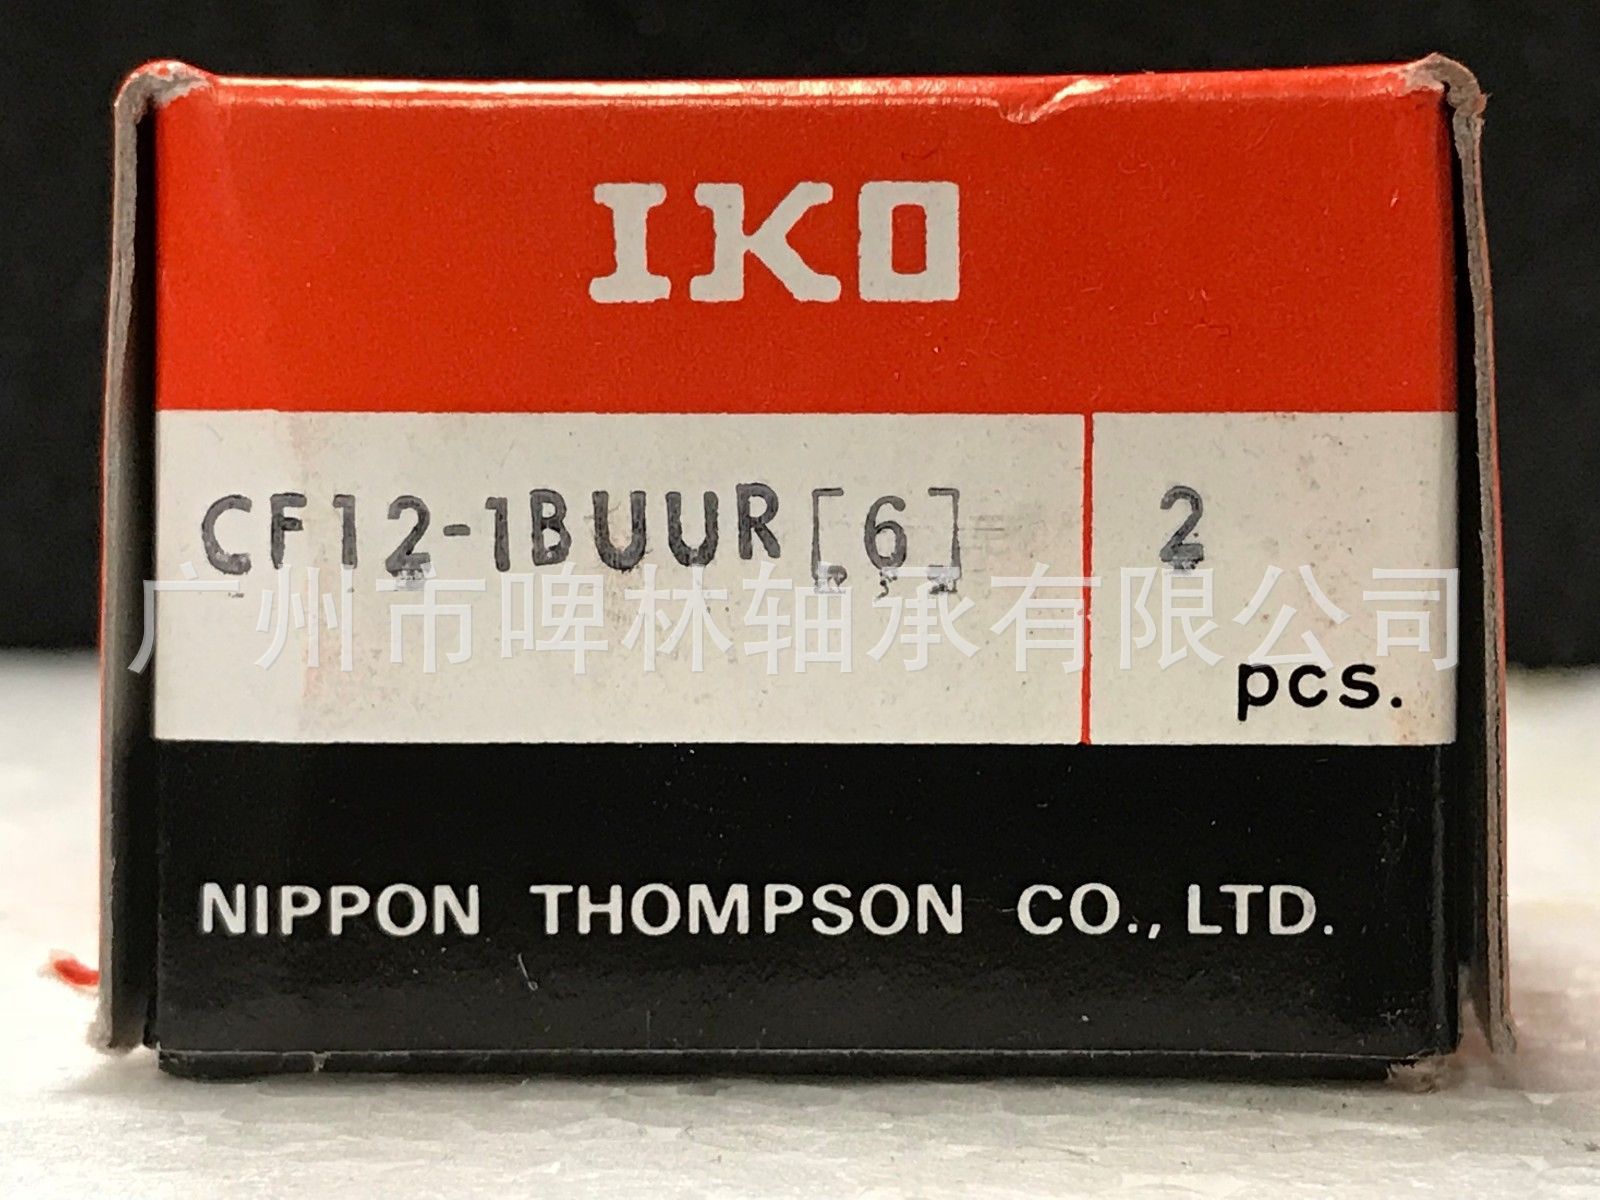 IKO
CF12-1BUUR[6] 2
广州市啤林轴承有限公司
pcs.
NIPPON THOMPSON CO., LTD.